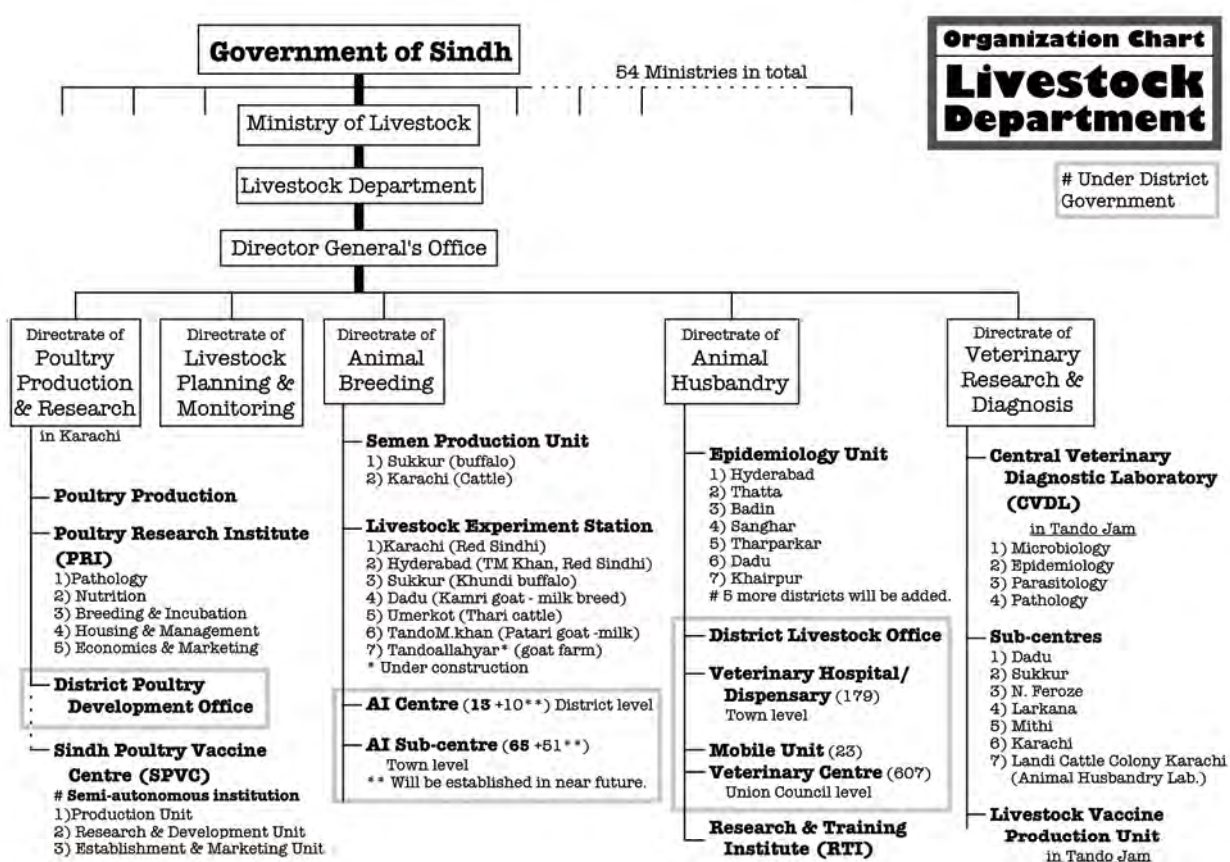 Government of Sindh
54 Ministries in total
Organization Chart
Livestock
Department
# Under District
Government
Ministry of Livestock
Livestock Department
Director General's Office
Directrate of
Poultry
Production
& Research
in Karachi
Poultry Production
Poultry Research Institute
(PRI)
1)Pathology
2) Nutrition
3) Breeding & Incubation
4) Housing & Management
5) Economics & Marketing
District Poultry
Development Office
Sindh Poultry Vaccine
Centre (SPVC)
# Semi-autonomous institution
1)Production Unit
2) Research & Development Unit
3) Establishment & Marketing Unit
Directrate of
Livestock
Planning &
Monitoring
Directrate of
Animal
Breeding
Semen Production Unit
1) Sukkur (buffalo)
2) Karachi (Cattle)
Livestock Experiment Station
1)Karachi (Red Sindhi)
2) Hyderabad (TM Khan, Red Sindhi)
3) Sukkur (Khundi buffalo)
4) Dadu (Kamri goat - milk breed)
5) Umerkot (Thari cattle)
6) TandoM.khan (Patari goat -milk)
7) Tandoallahyar* (goat farm)
* Under construction
AI Centre (13 +10**) District level
AI Sub-centre (65 +51**)
Town level
** Will be established in near future.
Directrate of
Animal
Husbandry
Epidemiology Unit
1) Hyderabad
2) Thatta
3) Badin
4) Sanghar
5) Tharparkar
6) Dadu
7) Khairpur
# 5 more districts will be added.
District Livestock Office
Veterinary Hospital/
Dispensary (179)
Town level
Mobile Unit (23)
Veterinary Centre (607)
Union Council level
Research & Training
Institute (RTI)
Directrate of
Veterinary
Research &
Diagnosis
Central Veterinary
Diagnostic Laboratory
(CVDL)
in Tando Jam
1) Microbiology
2) Epidemiology
3) Parasitology
4) Pathology
Sub-centres
1) Dadu
2) Sukkur
3) N. Feroze
4) Larkana
5) Mithi
6) Karachi
7) Landi Cattle Colony Karachi
(Animal Husbandry Lab.)
Livestock Vaccine
Production Unit
in Tando Jam